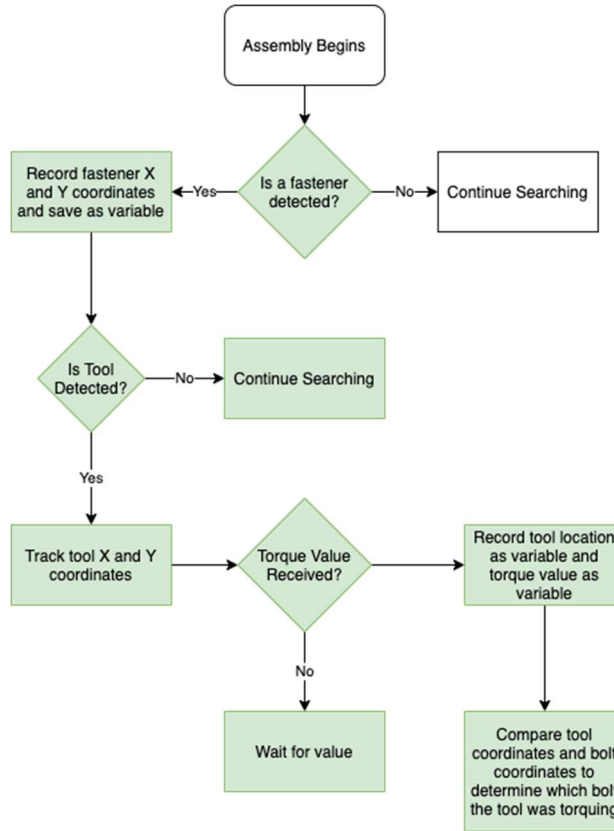 Assembly Begins
Is a fastener
detected?
Yes
No
Record fastener X
and Y coordinates
and save as variable
Continue Searching
Is Tool
Detected?
No
Continue Searching
Yes
Track tool X and Y
coordinates
Torque Value
Received?
Record tool location
as variable and
torque value as
variable
No
Wait for value
Compare tool
coordinates and bolt
coordinates to
determine which bolt
the tool was torquing